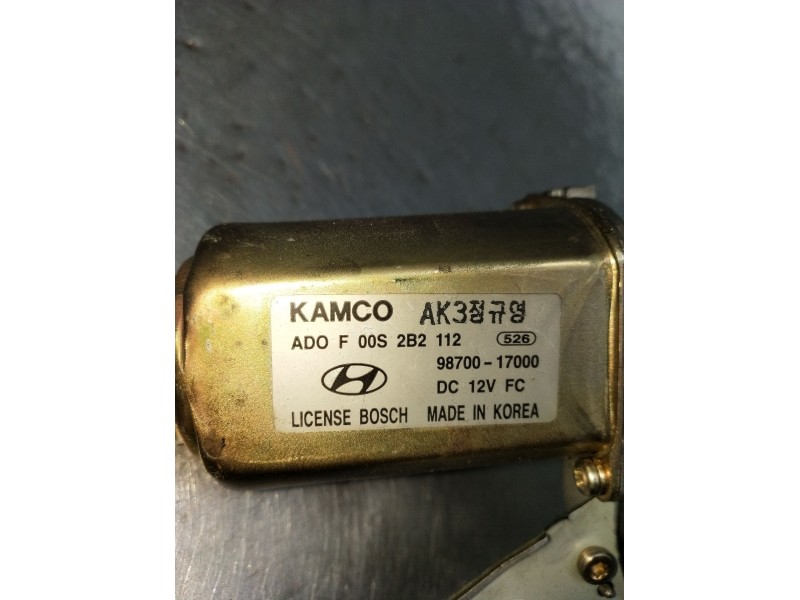 KAMCO AK3정규영
ADO F 00S 2B2 112 526
98700-17000
DC 12V FC
LICENSE BOSCH MADE IN KOREA